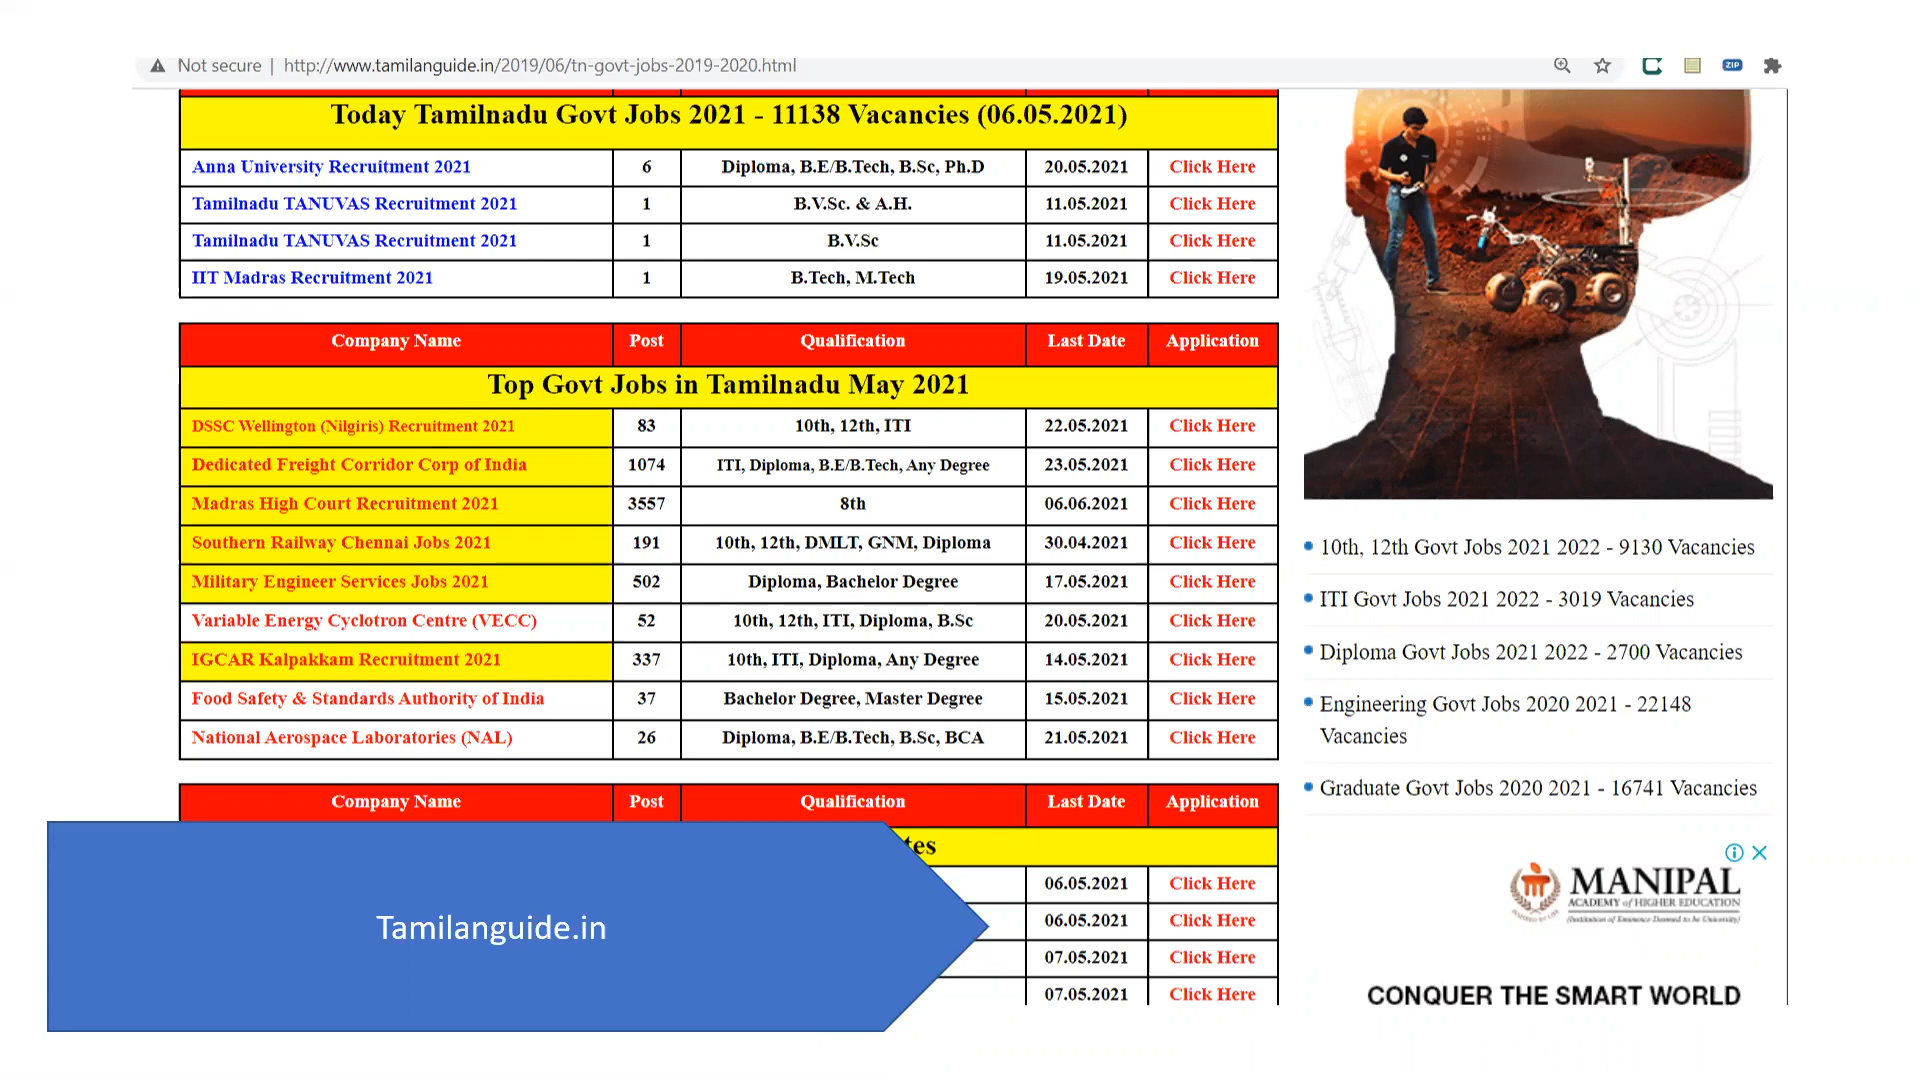 Not secure | http://www.tamilanguide.in/2019/06/tn-govt-jobs-2019-2020.html
ZIP
Today Tamilnadu Govt Jobs 2021 - 11138 Vacancies (06.05.2021)
Anna University Recruitment 2021 6 Diploma, B.E/B.Tech, B.Sc, Ph.D 20.05.2021 Click Here
Tamilnadu TANUVAS Recruitment 2021 1 B.V.Sc. & A.H. 11.05.2021 Click Here
Tamilnadu TANUVAS Recruitment 2021 1 B.V.Sc 11.05.2021 Click Here
IIT Madras Recruitment 2021 1 B.Tech, M.Tech 19.05.2021 Click Here
Company Name Post Qualification Last Date Application
Top Govt Jobs in Tamilnadu May 2021
DSSC Wellington (Nilgiris) Recruitment 2021 83 10th, 12th, ITI 22.05.2021 Click Here
Dedicated Freight Corridor Corp of India 1074 ITI, Diploma, B.E/B.Tech, Any Degree 23.05.2021 Click Here
Madras High Court Recruitment 2021 3557 8th 06.06.2021 Click Here
Southern Railway Chennai Jobs 2021 191 10th, 12th, DMLT, GNM, Diploma 30.04.2021 Click Here
Military Engineer Services Jobs 2021 502 Diploma, Bachelor Degree 17.05.2021 Click Here
Variable Energy Cyclotron Centre (VECC) 52 10th, 12th, ITI, Diploma, B.Sc 20.05.2021 Click Here
IGCAR Kalpakkam Recruitment 2021 337 10th, ITI, Diploma, Any Degree 14.05.2021 Click Here
Food Safety & Standards Authority of India 37 Bachelor Degree, Master Degree 15.05.2021 Click Here
National Aerospace Laboratories (NAL) 26 Diploma, B.E/B.Tech, B.Sc, BCA 21.05.2021 Click Here
Company Name Post Qualification Last Date Application
tes
06.05.2021 Click Here
06.05.2021 Click Here
07.05.2021 Click Here
07.05.2021 Click Here
Tamilanguide.in
10th, 12th Govt Jobs 2021 2022 - 9130 Vacancies
ITI Govt Jobs 2021 2022 - 3019 Vacancies
Diploma Govt Jobs 2021 2022 - 2700 Vacancies
Engineering Govt Jobs 2020 2021 - 22148
Vacancies
Graduate Govt Jobs 2020 2021 - 16741 Vacancies
MANIPAL
ACADEMY of HIGHER EDUCATION
(Institution of Eminence Deemed to be University)
CONQUER THE SMART WORLD